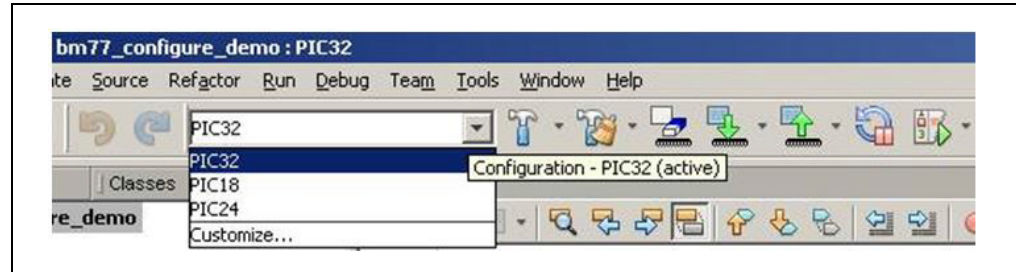 bm77_configure_demo : PIC32
Source Refactor Run Debug Team Tools Window Help
PIC32
PIC32
Configuration - PIC32 (active)
Classes PIC18
re_demo PIC24
Customize...